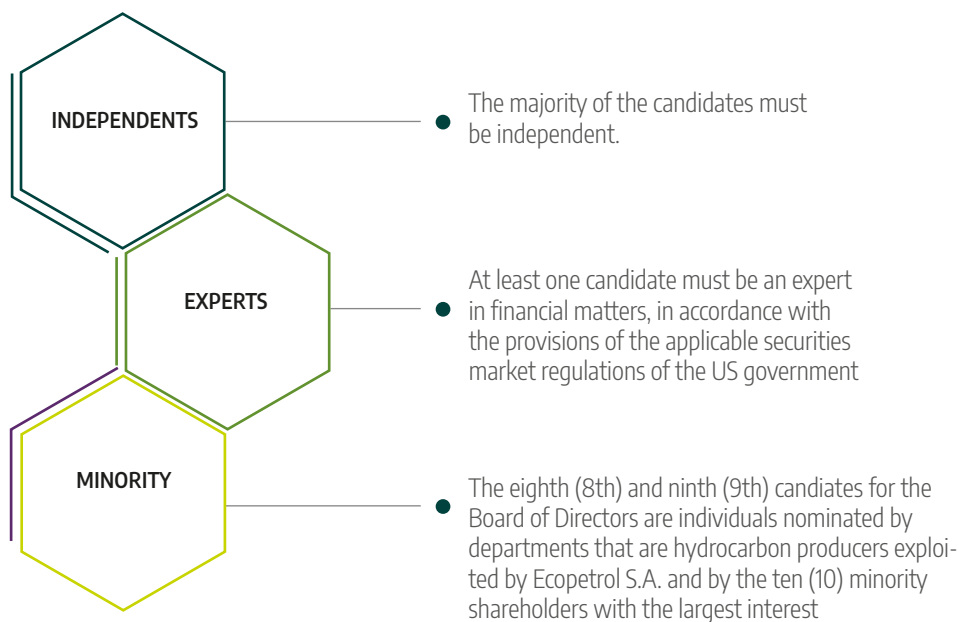 INDEPENDENTS
The majority of the candidates must
be independent.
EXPERTS
At least one candidate must be an expert
in financial matters, in accordance with
the provisions of the applicable securities
market regulations of the US government
MINORITY
The eighth (8th) and ninth (9th) candiates for the
Board of Directors are individuals nominated by
departments that are hydrocarbon producers exploi-
ted by Ecopetrol S.A. and by the ten (10) minority
shareholders with the largest interest